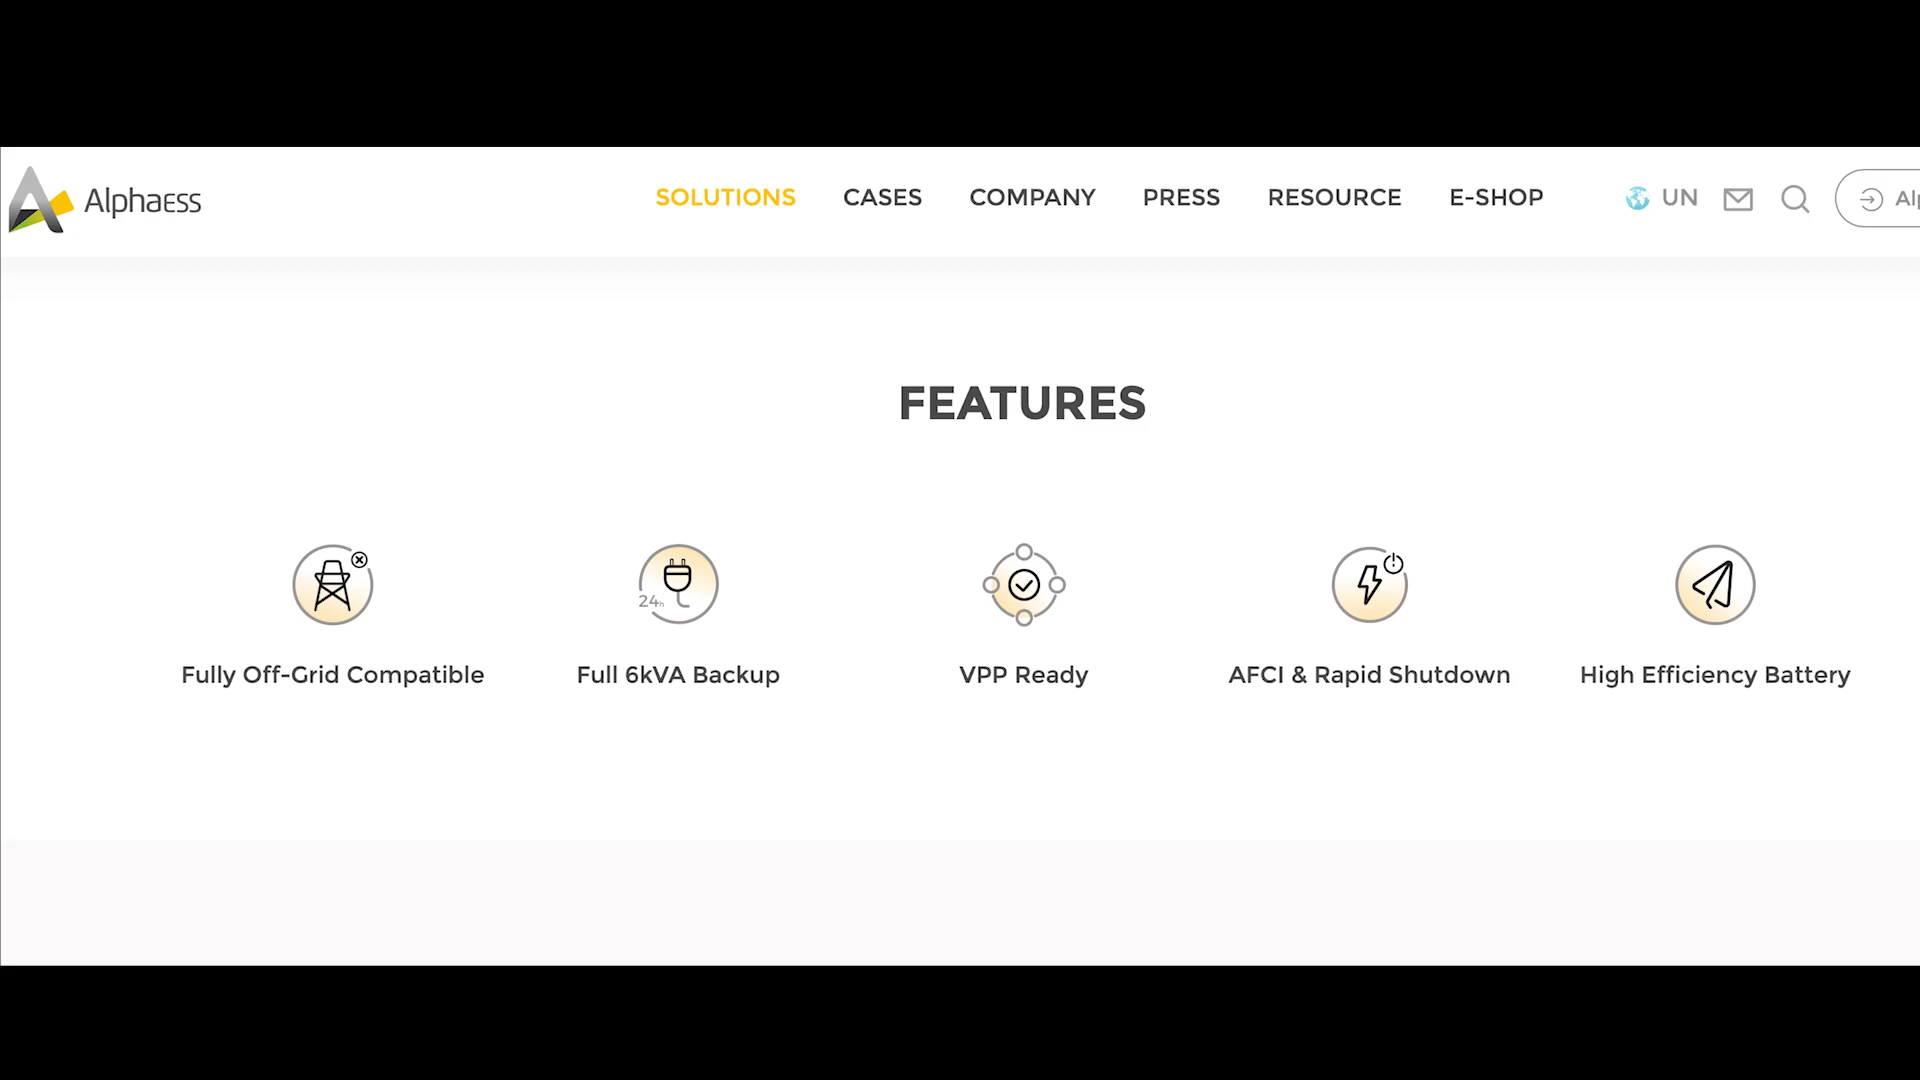 AlphaESS
SOLUTIONS CASES COMPANY PRESS RESOURCE E-SHOP UN
FEATURES
24h
Fully Off-Grid Compatible Full 6kVA Backup VPP Ready AFCI & Rapid Shutdown High Efficiency Battery